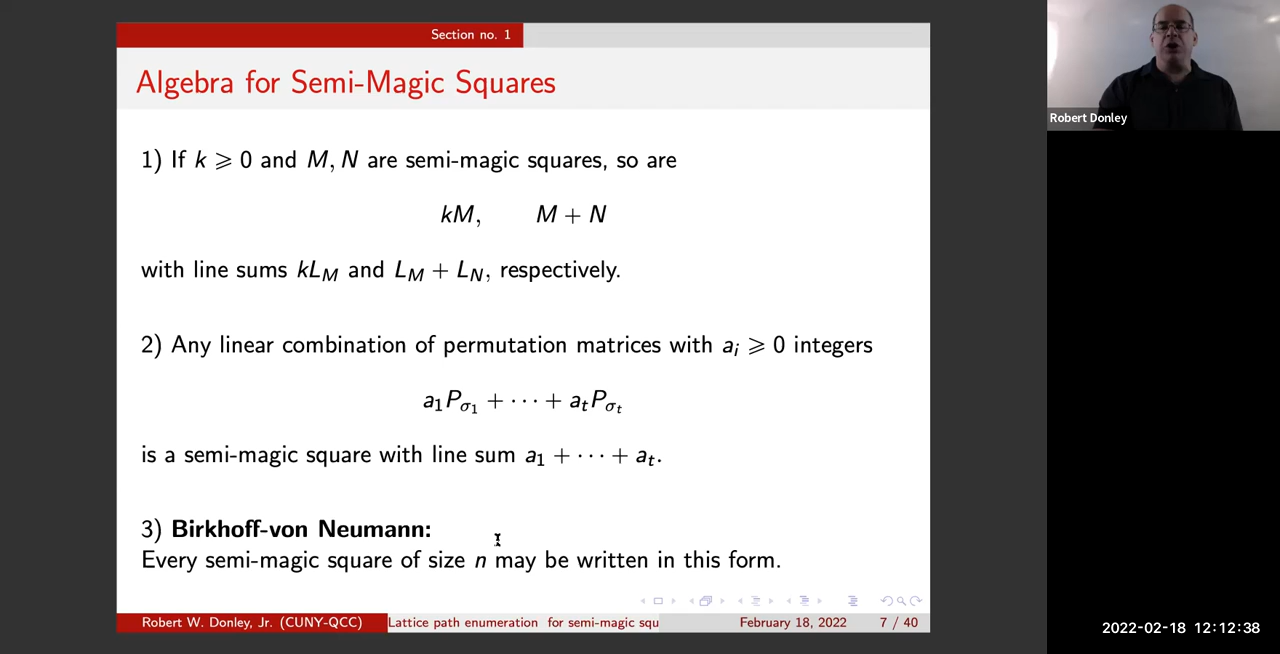 Section no. 1
Algebra for Semi-Magic Squares
1) If k ⩾ 0 and M, N are semi-magic squares, so are
kM, M + N
with line sums kL_M and L_M + L_N, respectively.
2) Any linear combination of permutation matrices with a_i ⩾ 0 integers
a_1P_{σ_1} + ··· + a_tP_{σ_t}
is a semi-magic square with line sum a_1 + ··· + a_t.
3) Birkhoff-von Neumann:
Every semi-magic square of size n may be written in this form.
Robert W. Donley, Jr. (CUNY-QCC) Lattice path enumeration for semi-magic squ February 18, 2022 7 / 40
Robert Donley
2022-02-18 12:12:38